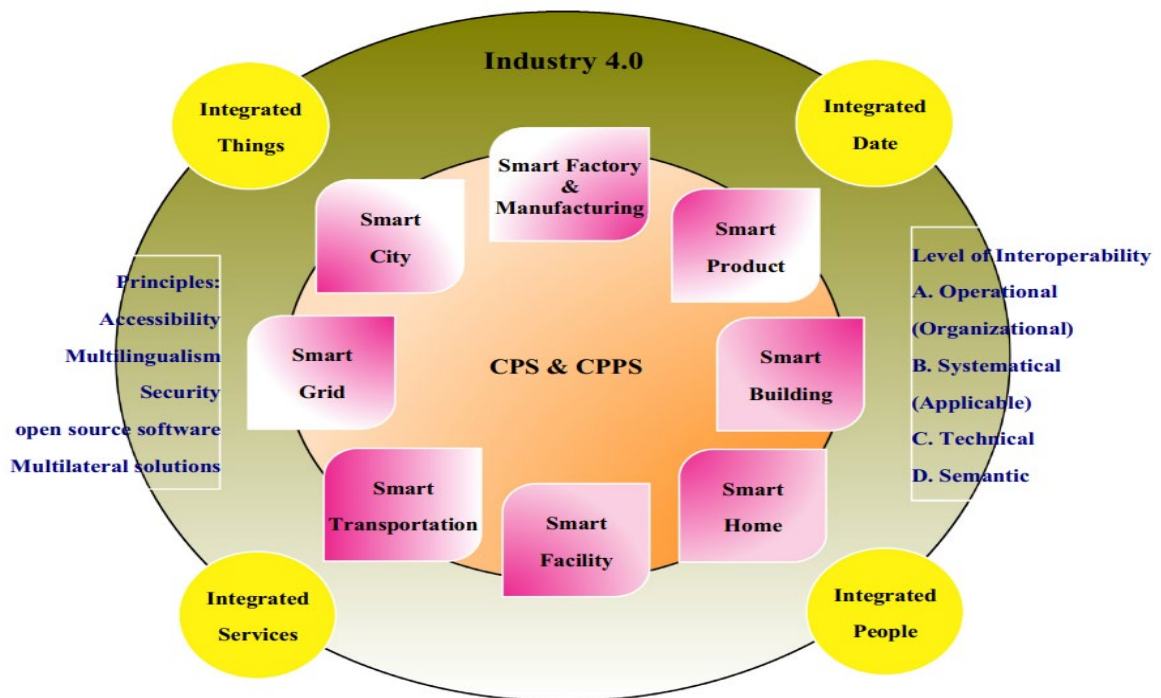 Industry 4.0
Integrated
Things
Integrated
Date
Smart Factory
&
Manufacturing
Smart
City
Smart
Product
Principles:
Accessibility
Multilingualism
Security
open source software
Multilateral solutions
Level of Interoperability
A. Operational
(Organizational)
B. Systematical
(Applicable)
C. Technical
D. Semantic
Smart
Grid
CPS & CPPS
Smart
Building
Smart
Transportation
Smart
Facility
Smart
Home
Integrated
Services
Integrated
People